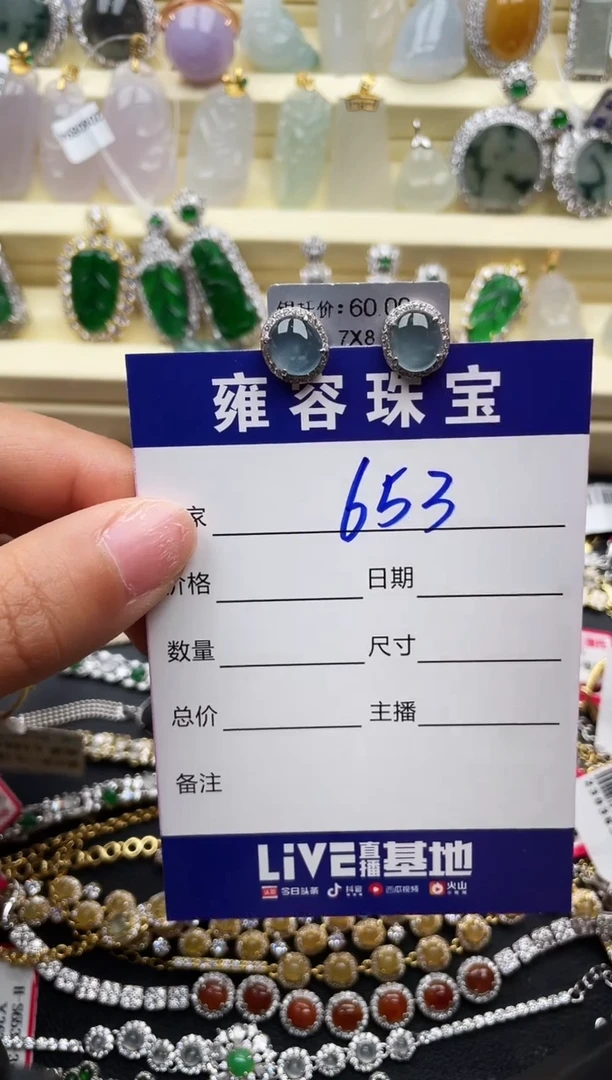 价:60.00
7X8
雍容珠宝
家 653
价格 日期
数量 尺寸
总价 主播
备注
LiVE直播基地
今日头条 抖音 西瓜视频 火山